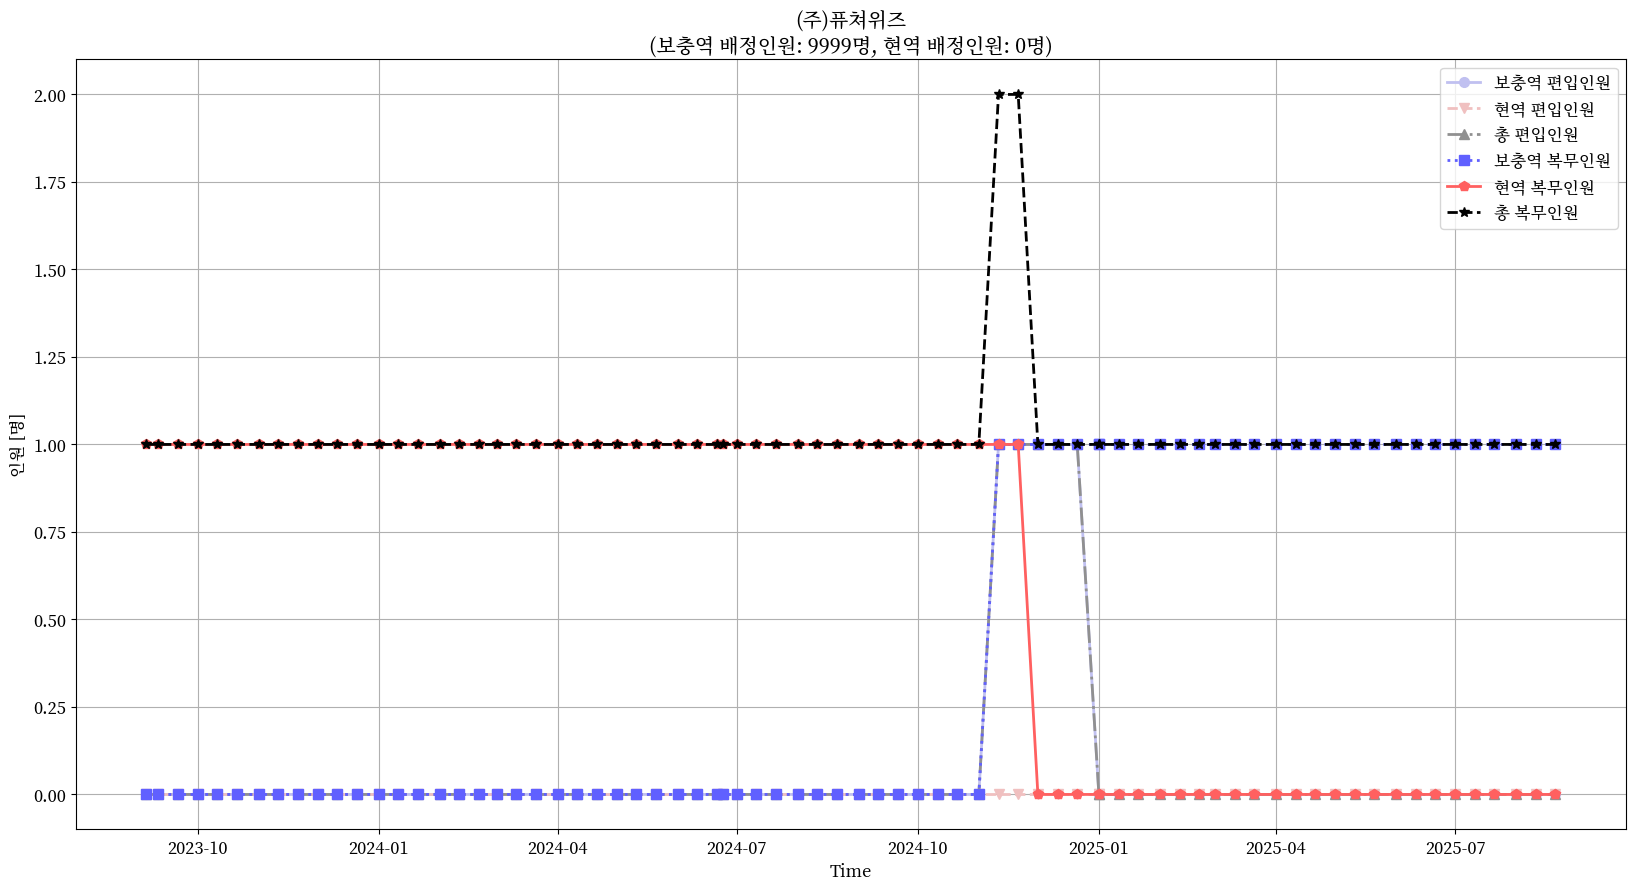 (주)퓨쳐위즈
(보충역 배정인원: 9999명, 현역 배정인원: 0명)
보충역 편입인원
현역 편입인원
총 편입인원
보충역 복무인원
현역 복무인원
총 복무인원
인원 [명]
2.00
1.75
1.50
1.25
1.00
0.75
0.50
0.25
0.00
2023-10 2024-01 2024-04 2024-07 2024-10 2025-01 2025-04 2025-07
Time